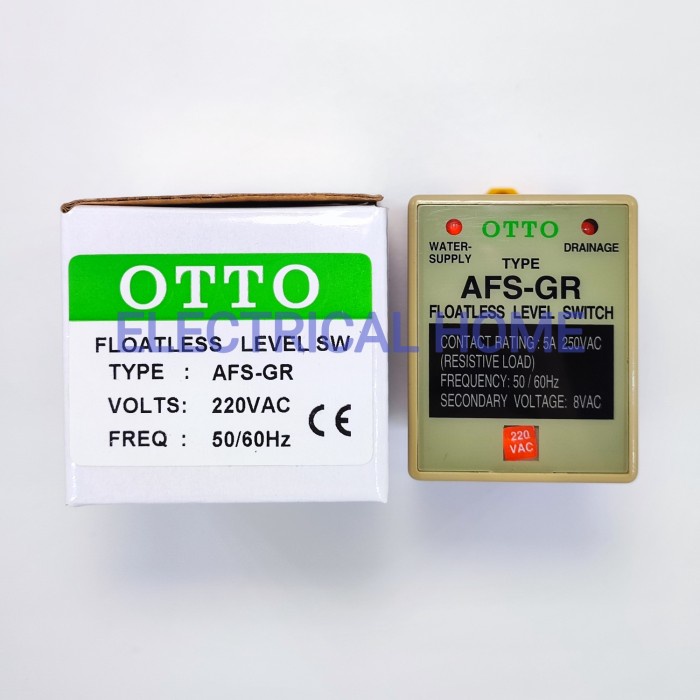 OTTO
FLOATLESS LEVEL SW
TYPE : AFS-GR
VOLTS: 220VAC
FREQ : 50/60Hz
CE
OTTO
WATER-
SUPPLY
DRAINAGE
TYPE
AFS-GR
FLOATLESS LEVEL SWITCH
CONTACT RATING : 5A 250VAC
(RESISTIVE LOAD)
FREQUENCY: 50 / 60Hz
SECONDARY VOLTAGE: 8VAC
220
VAC
ELECTRICAL HOME